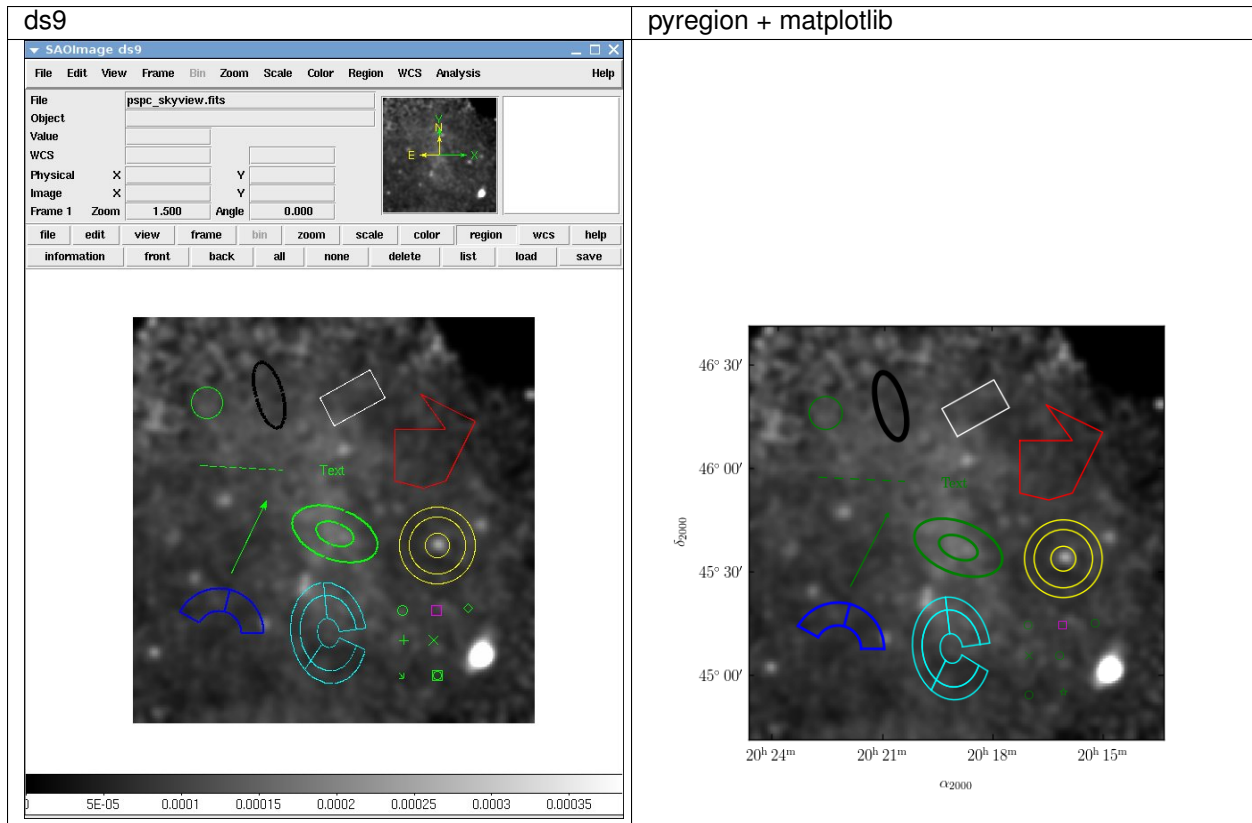 ds9
pyregion + matplotlib
SAOImage ds9
File Edit View Frame Bin Zoom Scale Color Region WCS Analysis Help
File pspc_skyview.fits
Object
Value
WCS
Physical X Y
Image X Y
Frame 1 Zoom 1.500 Angle 0.000
Y
N
E X
file edit view frame bin zoom scale color region wcs help
information front back all none delete list load save
Text
0 5E-05 0.0001 0.00015 0.0002 0.00025 0.0003 0.00035
46° 30′
46° 00′
Text
δ2000
45° 30′
45° 00′
20h 24m 20h 21m 20h 18m 20h 15m
α2000